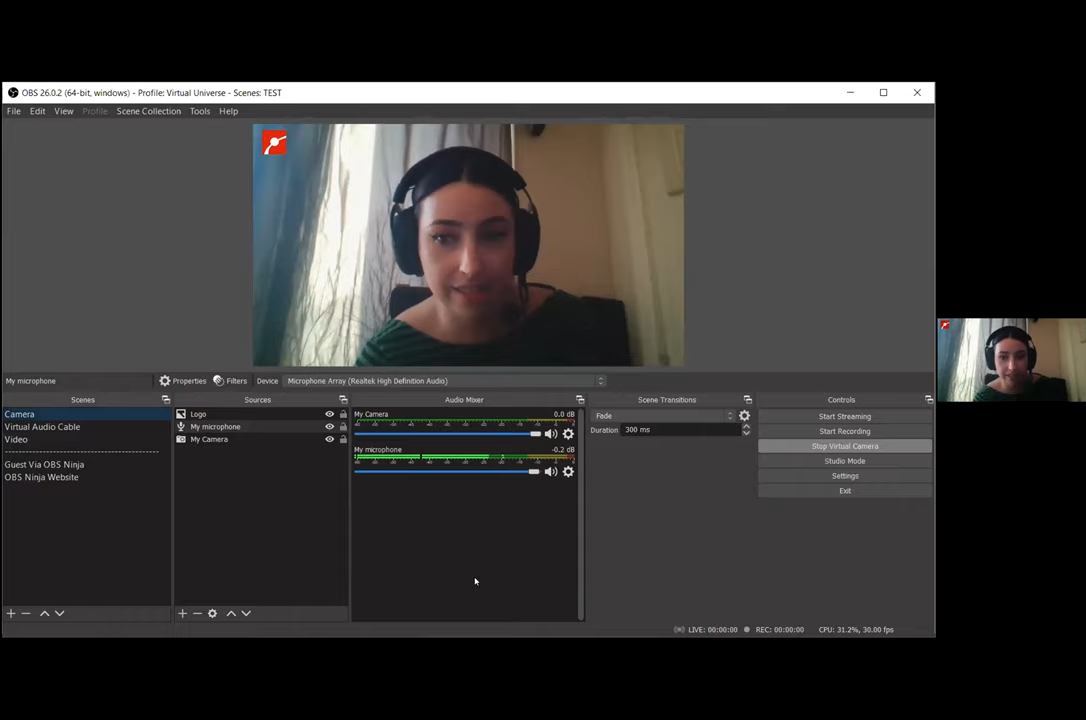 OBS 26.0.2 (64-bit, windows) - Profile: Virtual Universe - Scenes: TEST
File Edit View Profile Scene Collection Tools Help
My microphone Properties Filters Device Microphone Array (Realtek High Definition Audio)
Scenes
Camera
Virtual Audio Cable
Video
Guest Via OBS Ninja
OBS Ninja Website
Sources
Logo
My microphone
My Camera
Audio Mixer
My Camera 0.0 dB
My microphone -0.2 dB
Scene Transitions
Fade
Duration 300 ms
Controls
Start Streaming
Start Recording
Stop Virtual Camera
Studio Mode
Settings
Exit
LIVE: 00:00:00 REC: 00:00:00 CPU: 31.2%, 30.00 fps